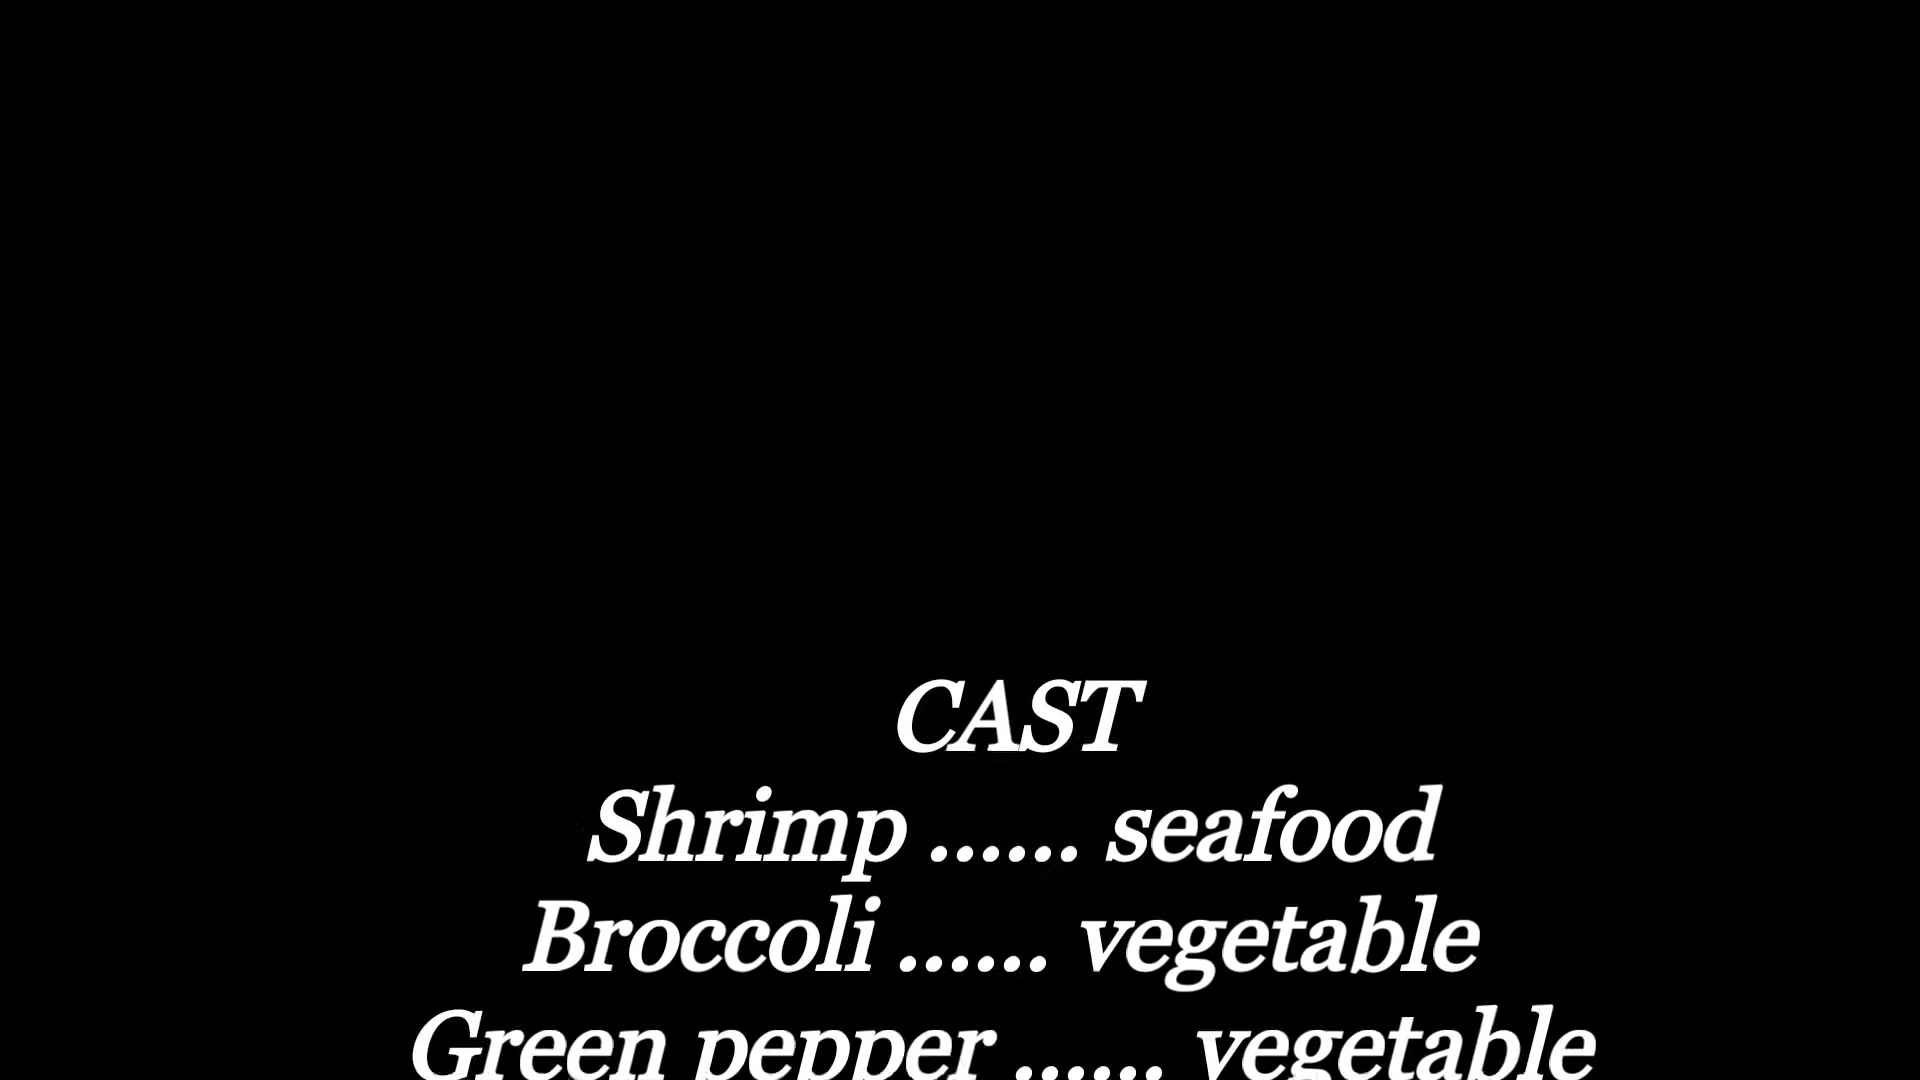 CAST
Shrimp ...... seafood
Broccoli ...... vegetable
Green pepper ...... vegetable